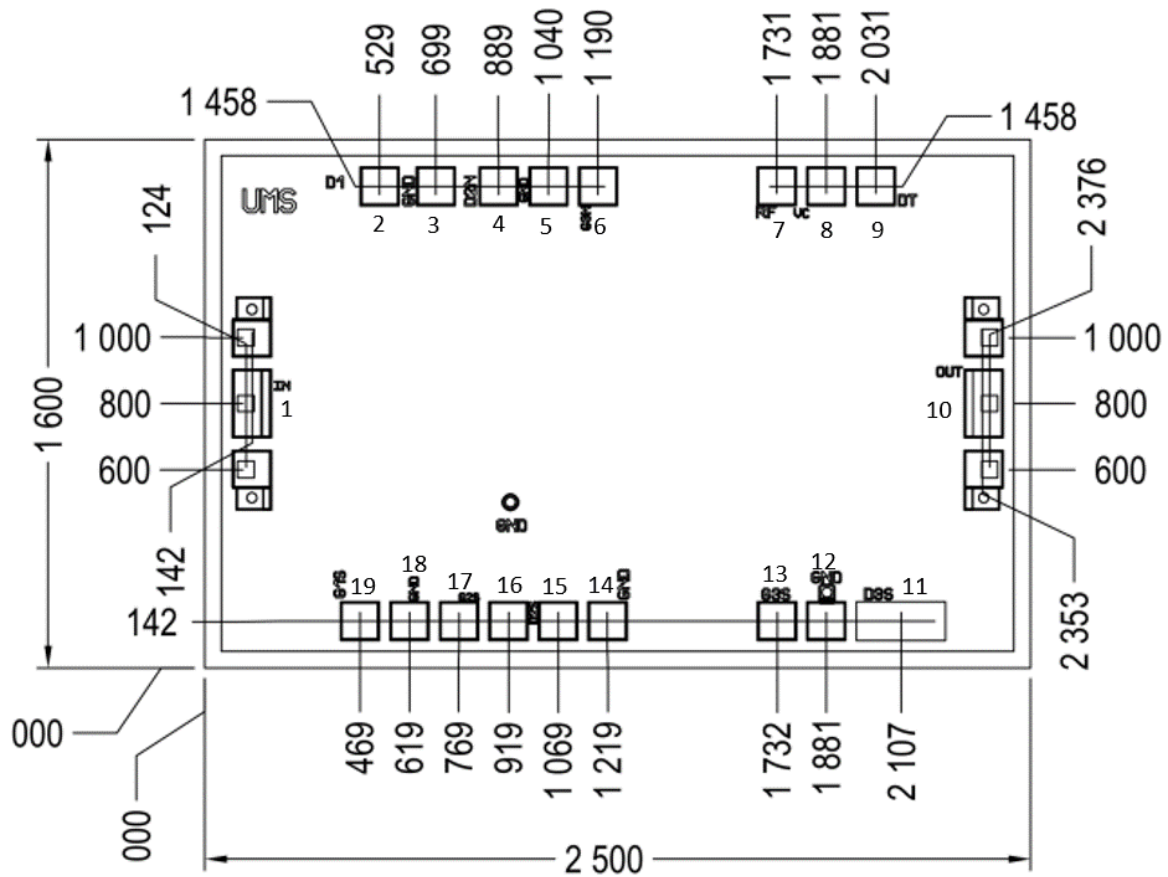 529 699 889 1 040 1 190 1 731 1 881 2 031
1 458 1 458
124 2 376
UMS D1 GND GND DT
2 3 4 5 6 7 8 9
VC
1 000 1 000
1 600
IN OUT
800 1 10 800
600 600
GND
142 2 353
18 12
19 17 16 15 14 GND 13 GND 11
GND G3S D3S
142
000
469 619 769 919 1 069 1 219 1 732 1 881 2 107
000
2 500